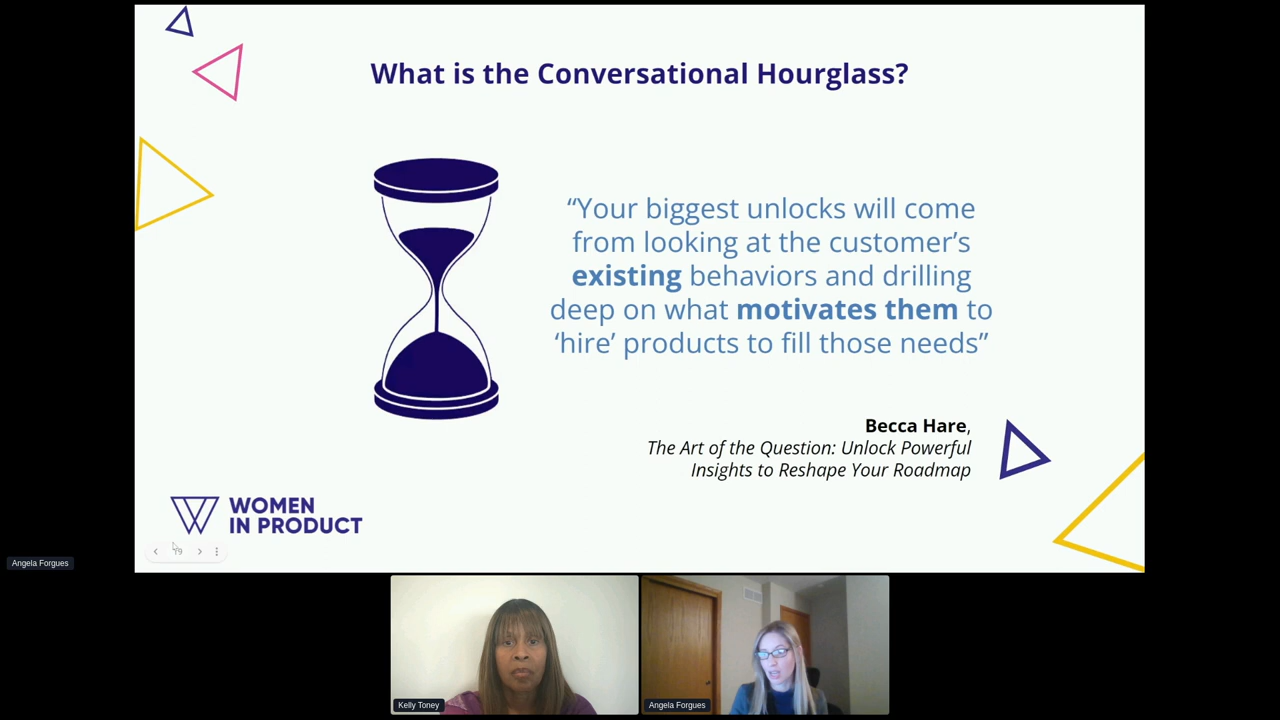 What is the Conversational Hourglass?
“Your biggest unlocks will come
from looking at the customer’s
existing behaviors and drilling
deep on what motivates them to
‘hire’ products to fill those needs”
Becca Hare,
The Art of the Question: Unlock Powerful
Insights to Reshape Your Roadmap
WOMEN
IN PRODUCT
Angela Forgues
Kelly Toney
Angela Forgues